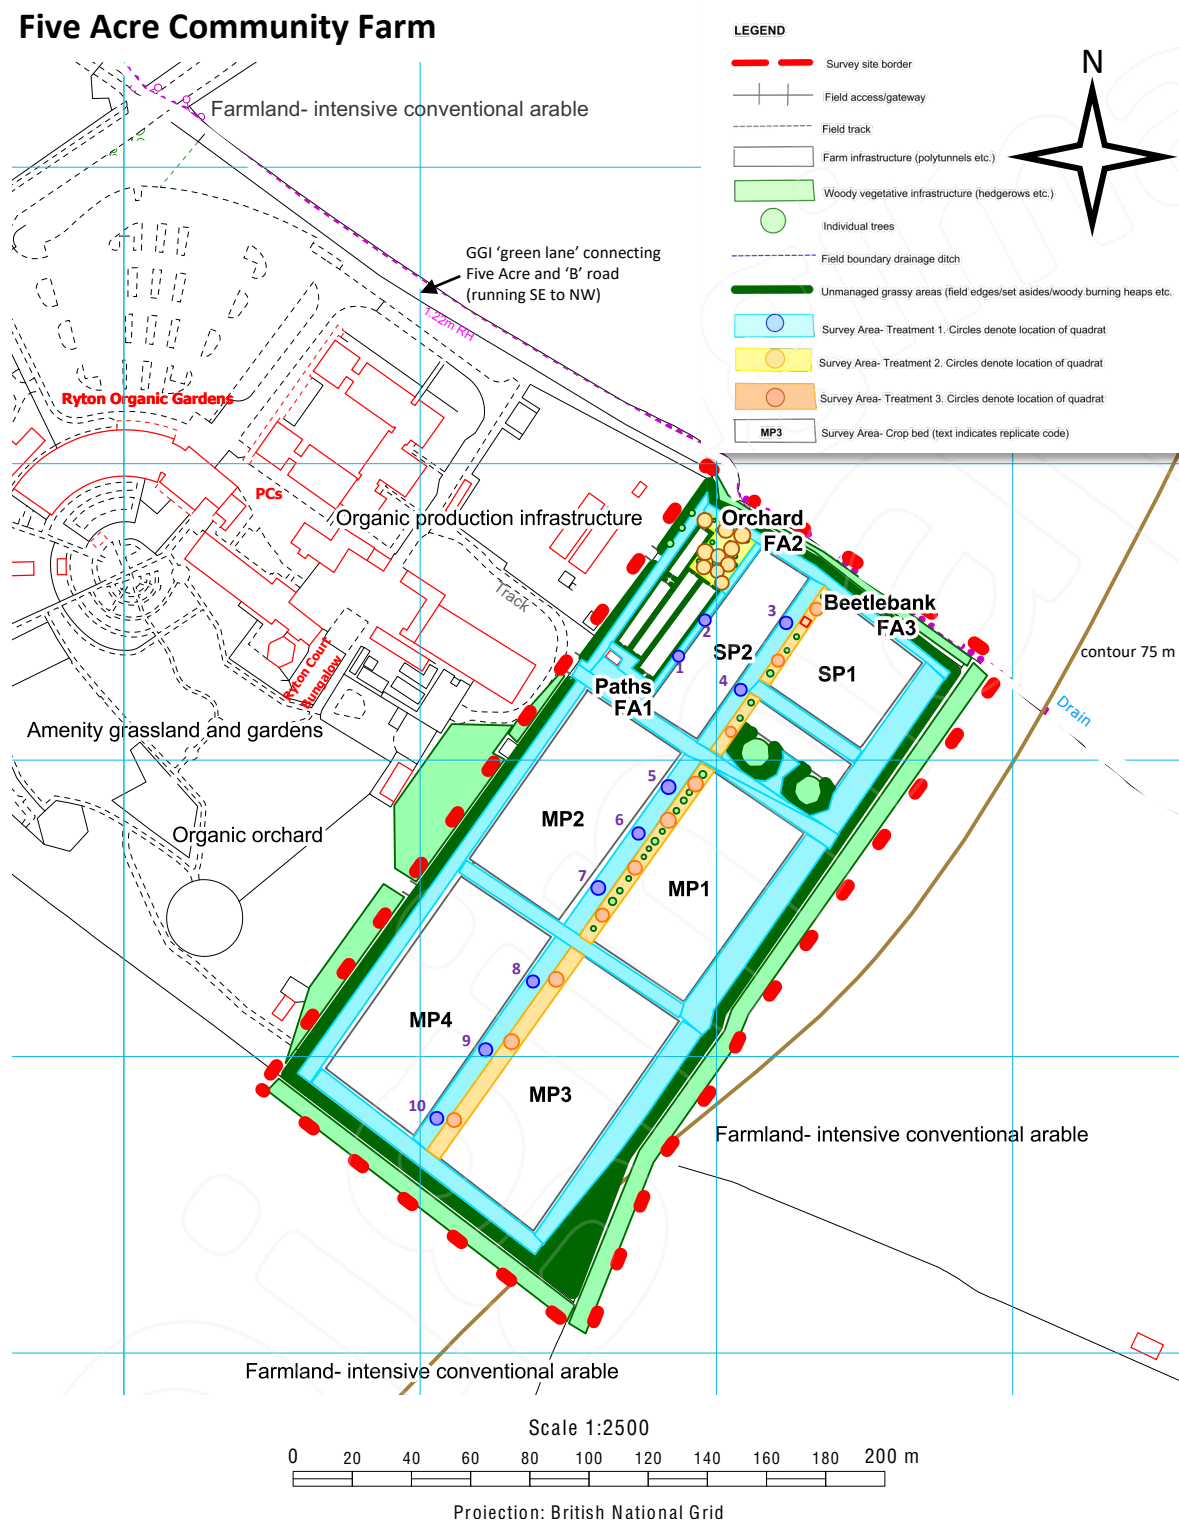 Five Acre Community Farm
LEGEND
Survey site border
Field access/gateway
Field track
Farm infrastructure (polytunnels etc.)
Woody vegetative infrastructure (hedgerows etc.)
Individual trees
Field boundary drainage ditch
Unmanaged grassy areas (field edges/set asides/woody burning heaps etc.
Survey Area- Treatment 1. Circles denote location of quadrat
Survey Area- Treatment 2. Circles denote location of quadrat
Survey Area- Treatment 3. Circles denote location of quadrat
MP3 Survey Area- Crop bed (text indicates replicate code)
N
Farmland- intensive conventional arable
GGI ‘green lane’ connecting
Five Acre and ‘B’ road
(running SE to NW)
1.22m RH
Ryton Organic Gardens
PCs
Organic production infrastructure
Track
Orchard
FA2
Beetlebank
FA3
contour 75 m
Drain
3
2
SP2
1
SP1
4
Paths
FA1
Ryton Court
Bungalow
Amenity grassland and gardens
5
MP2
6
Organic orchard
7
MP1
8
MP4
9
MP3
10
Farmland- intensive conventional arable
Farmland- intensive conventional arable
Scale 1:2500
0 20 40 60 80 100 120 140 160 180 200 m
Projection: British National Grid